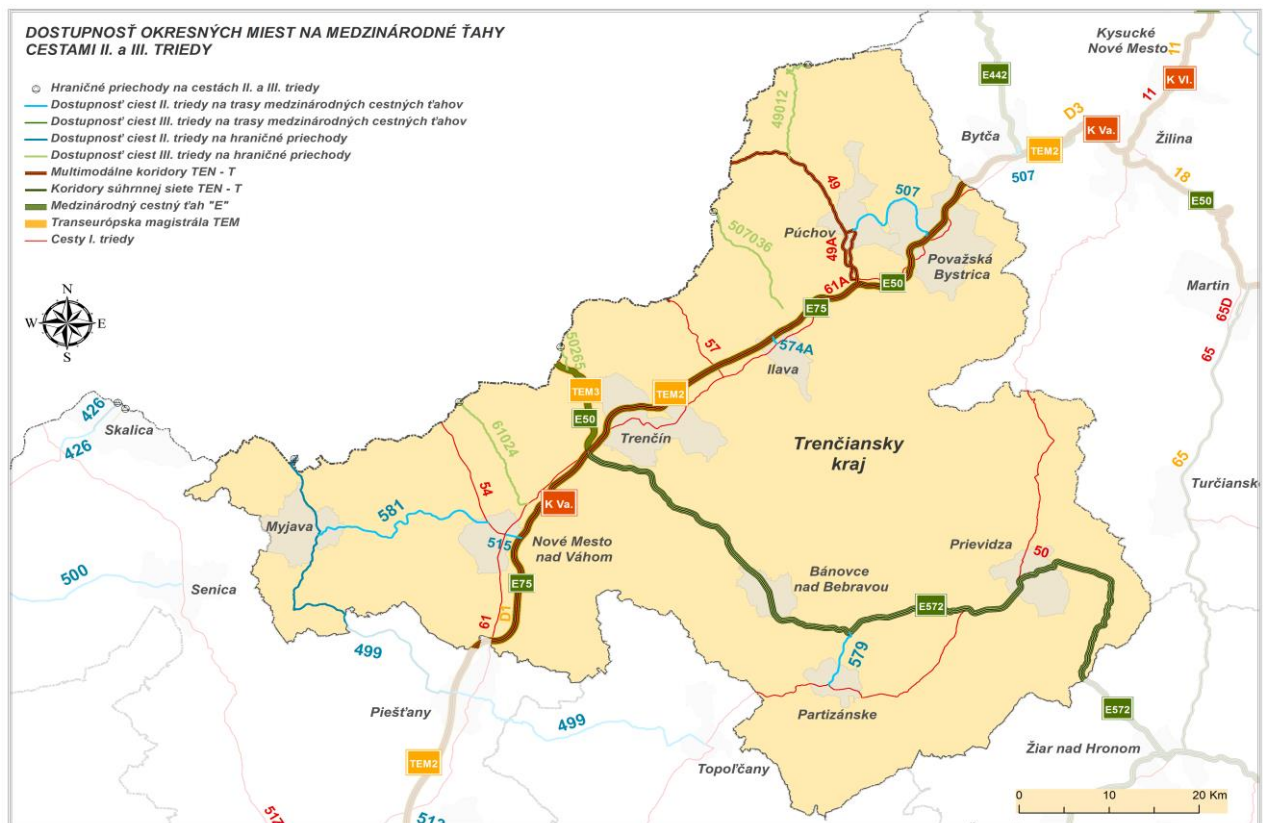 DOSTUPNOSŤ OKRESNÝCH MIEST NA MEDZINÁRODNÉ ŤAHY
CESTAMI II. a III. TRIEDY
Hraničné priechody na cestách II. a III. triedy
Dostupnosť ciest II. triedy na trasy medzinárodných cestných ťahov
Dostupnosť ciest III. triedy na trasy medzinárodných cestných ťahov
Dostupnosť ciest II. triedy na hraničné priechody
Dostupnosť ciest III. triedy na hraničné priechody
Multimodálne koridory TEN - T
Koridory súhrnnej siete TEN - T
Medzinárodný cestný ťah "E"
Transeurópska magistrála TEM
Cesty I. triedy
N
W
E
S
Kysucké
Nové Mesto
11
E442
K Vl.
11
D3
K Va.
Bytča
TEM2
Žilina
507
18
E50
49012
49
507
Púchov
49A
Považská
Bystrica
507036
61A
E50
E75
Martin
65D
65
57
574A
Ilava
50265
TEM3
TEM2
E50
Trenčín
Trenčiansky
kraj
426
Skalica
426
61024
54
65
Turčianske
Myjava
581
K Va.
515
Nové Mesto
nad Váhom
E75
Prievidza
50
Bánovce
nad Bebravou
E572
500
Senica
61
D1
499
579
Partizánske
E572
Piešťany
499
Žiar nad Hronom
TEM2
Topoľčany
0
10
20 Km
517
513